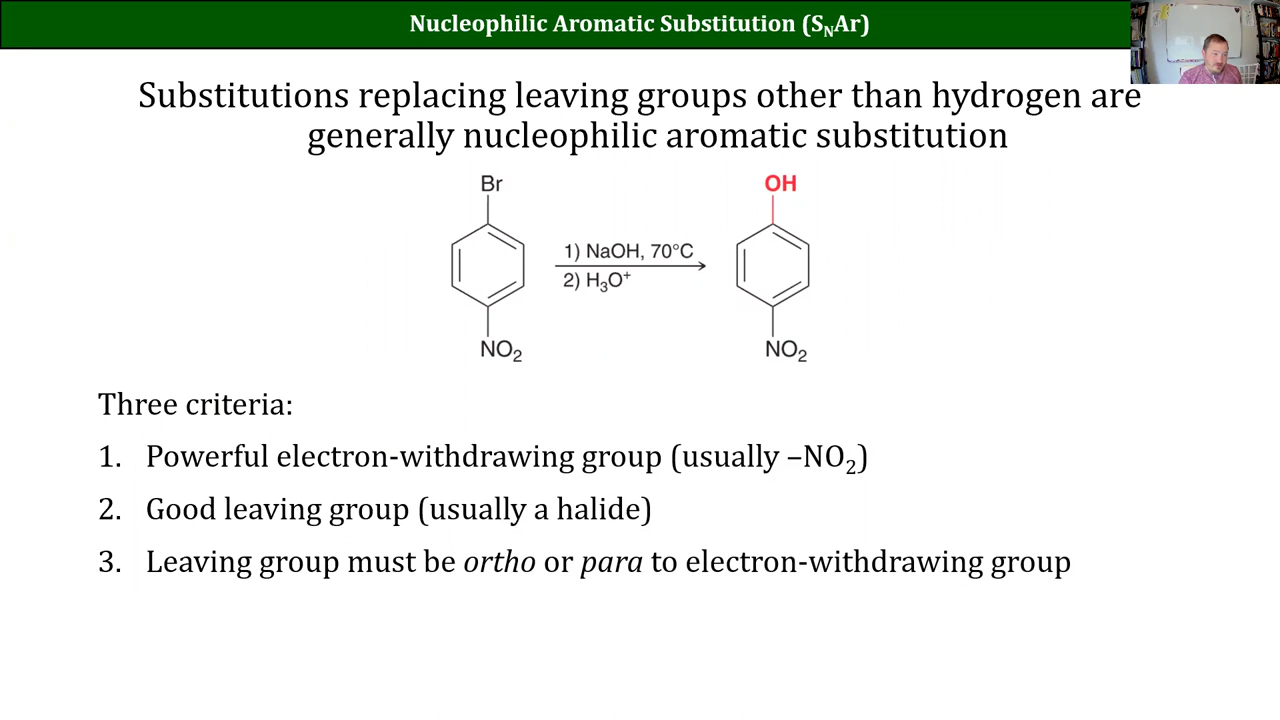 Nucleophilic Aromatic Substitution (SₙAr)
Substitutions replacing leaving groups other than hydrogen are
generally nucleophilic aromatic substitution
Br
OH
1) NaOH, 70°C
2) H₃O⁺
NO₂
NO₂
Three criteria:
1. Powerful electron-withdrawing group (usually –NO₂)
2. Good leaving group (usually a halide)
3. Leaving group must be ortho or para to electron-withdrawing group